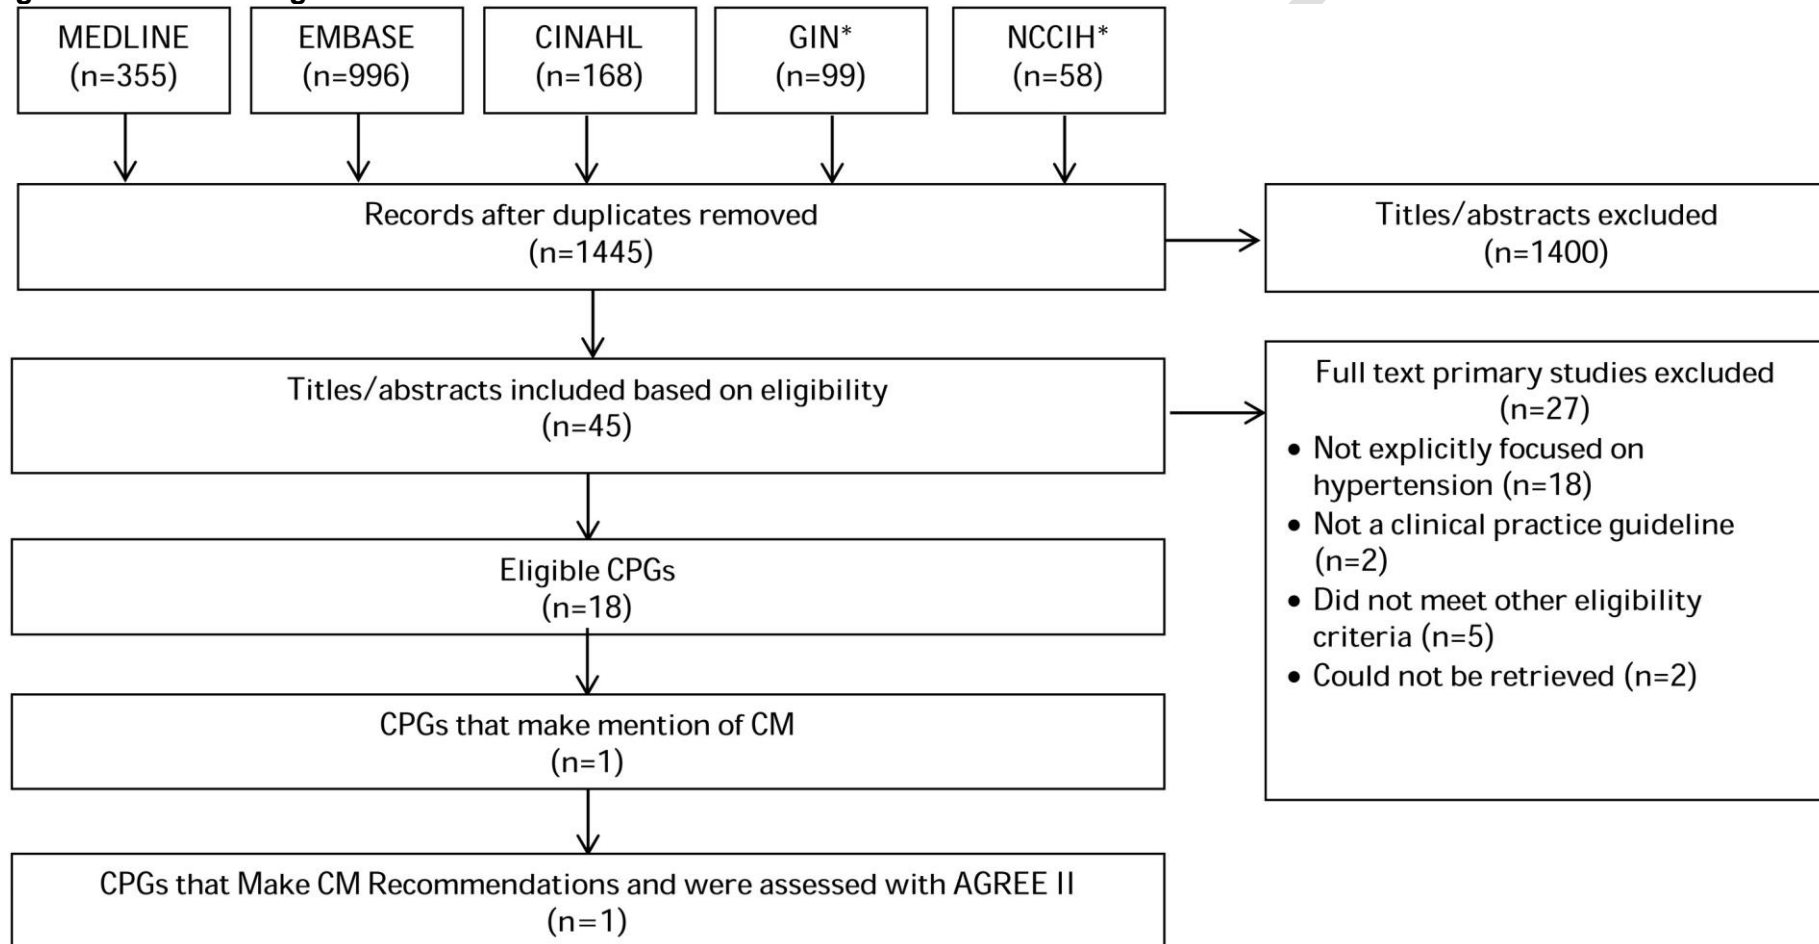 MEDLINE
(n=355)
EMBASE
(n=996)
CINAHL
(n=168)
GIN*
(n=99)
NCCIH*
(n=58)
Records after duplicates removed
(n=1445)
Titles/abstracts excluded
(n=1400)
Titles/abstracts included based on eligibility
(n=45)
Full text primary studies excluded
(n=27)
• Not explicitly focused on
hypertension (n=18)
• Not a clinical practice guideline
(n=2)
• Did not meet other eligibility
criteria (n=5)
• Could not be retrieved (n=2)
Eligible CPGs
(n=18)
CPGs that make mention of CM
(n=1)
CPGs that Make CM Recommendations and were assessed with AGREE II
(n=1)